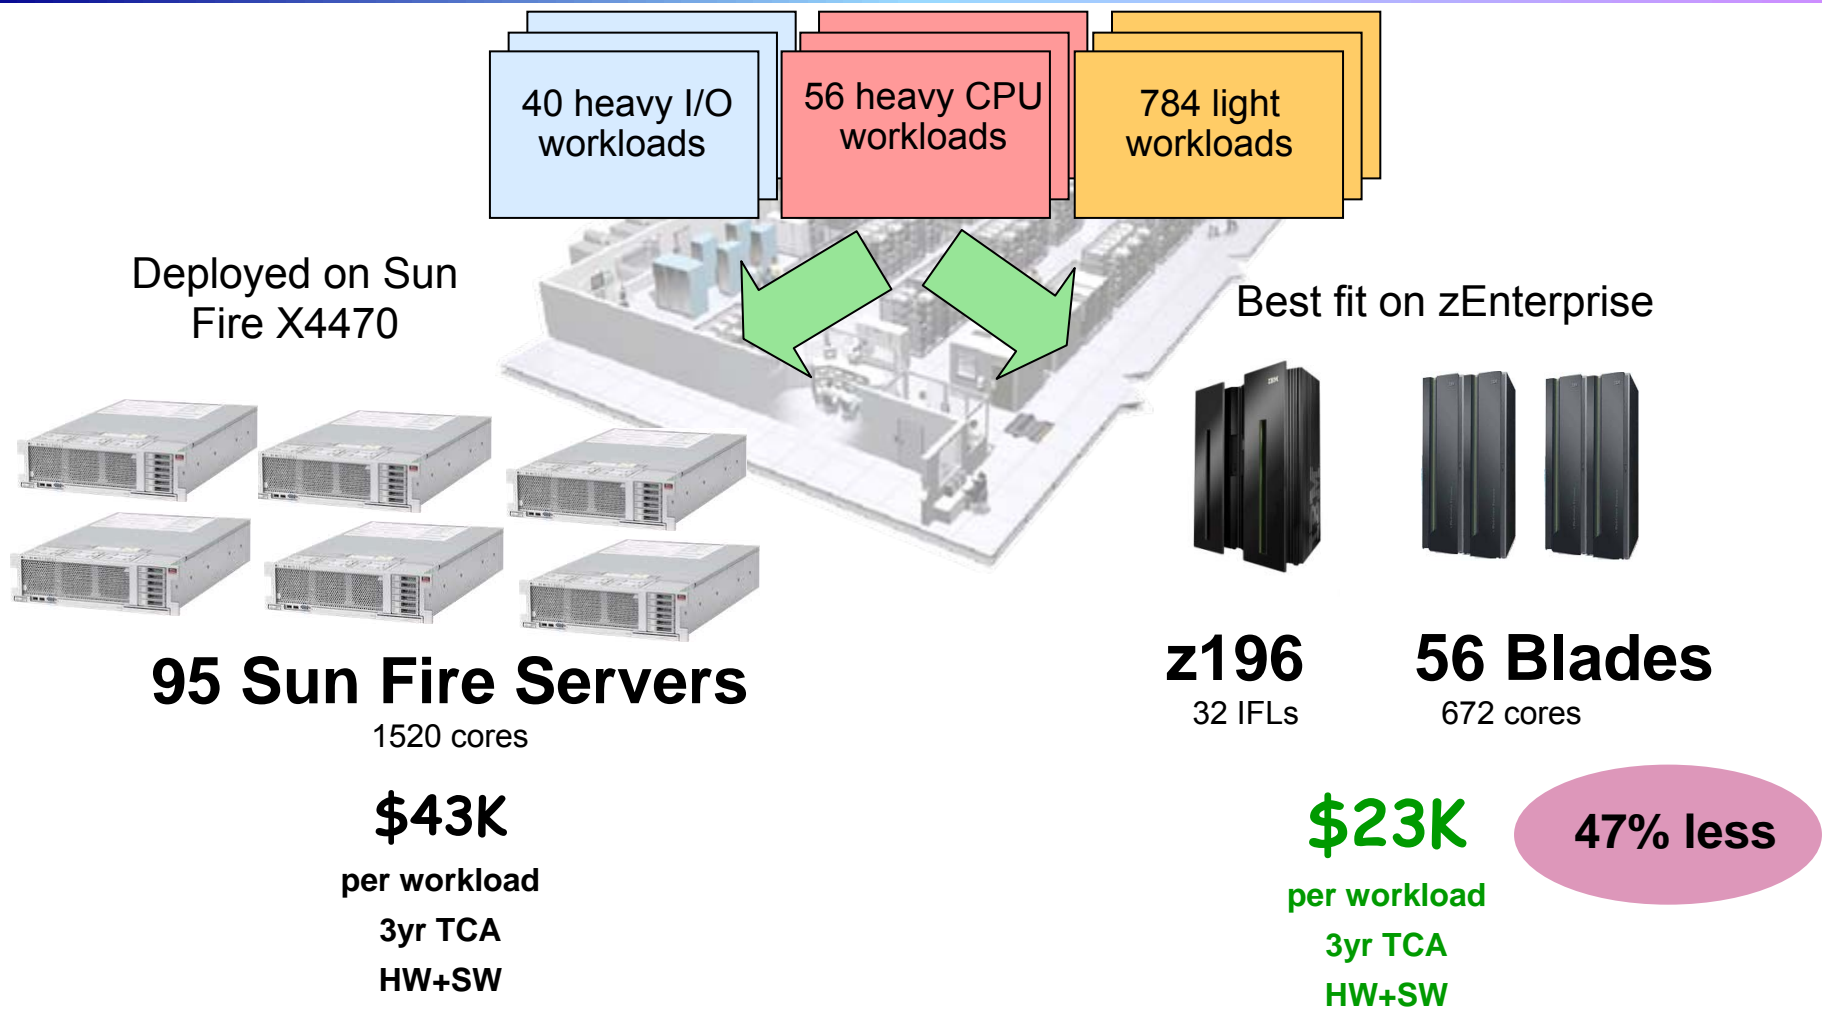 40 heavy I/O
workloads
56 heavy CPU
workloads
784 light
workloads
Deployed on Sun
Fire X4470
Best fit on zEnterprise
IBM
95 Sun Fire Servers
1520 cores
z196
32 IFLs
56 Blades
672 cores
$43K
per workload
3yr TCA
HW+SW
$23K
per workload
3yr TCA
HW+SW
47% less